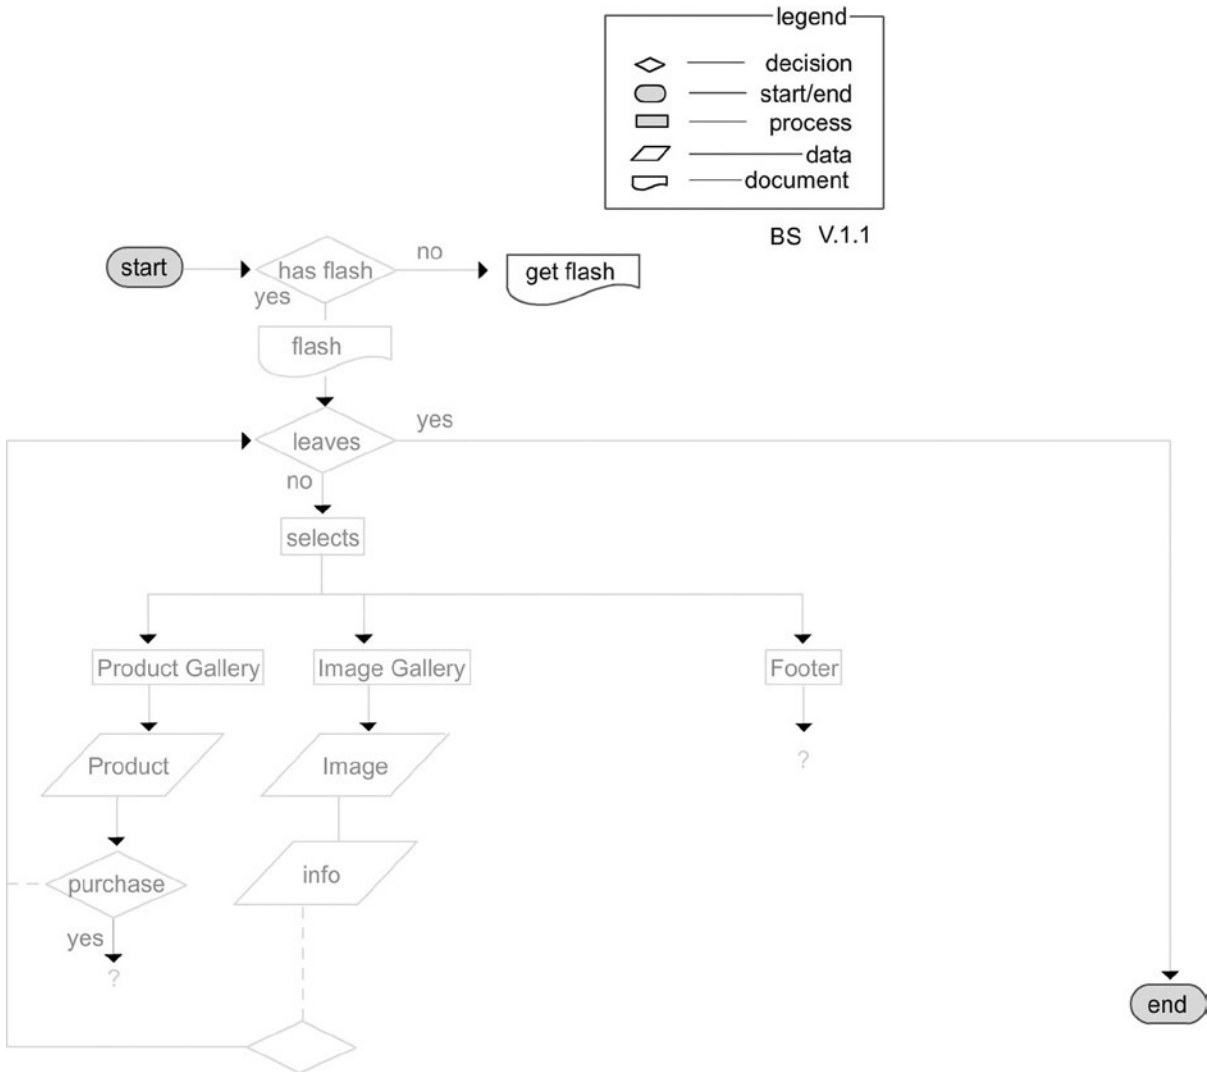 legend
decision
start/end
process
data
document
BS V.1.1
start
has flash
no
get flash
yes
flash
leaves
yes
no
selects
Product Gallery
Image Gallery
Footer
Product
Image
?
purchase
info
yes
?
end